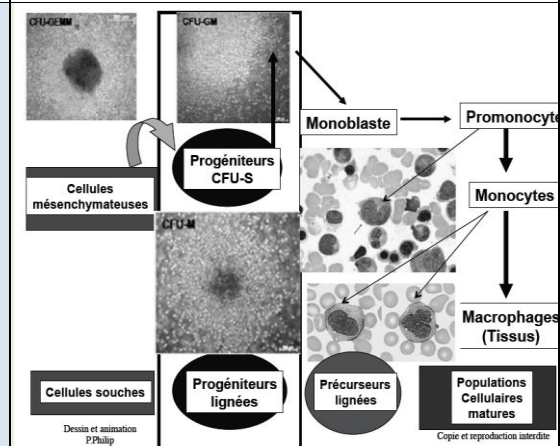 CFU-GEMM
CFU-GM
Monoblaste
Promonocyte
Progéniteurs
CFU-S
Cellules
mésenchymateuses
Monocytes
CFU-M
Macrophages
(Tissus)
Cellules souches
Progéniteurs
lignées
Précurseurs
lignées
Populations
Cellulaires
matures
Dessin et animation
P.Philip
Copie et reproduction interdite